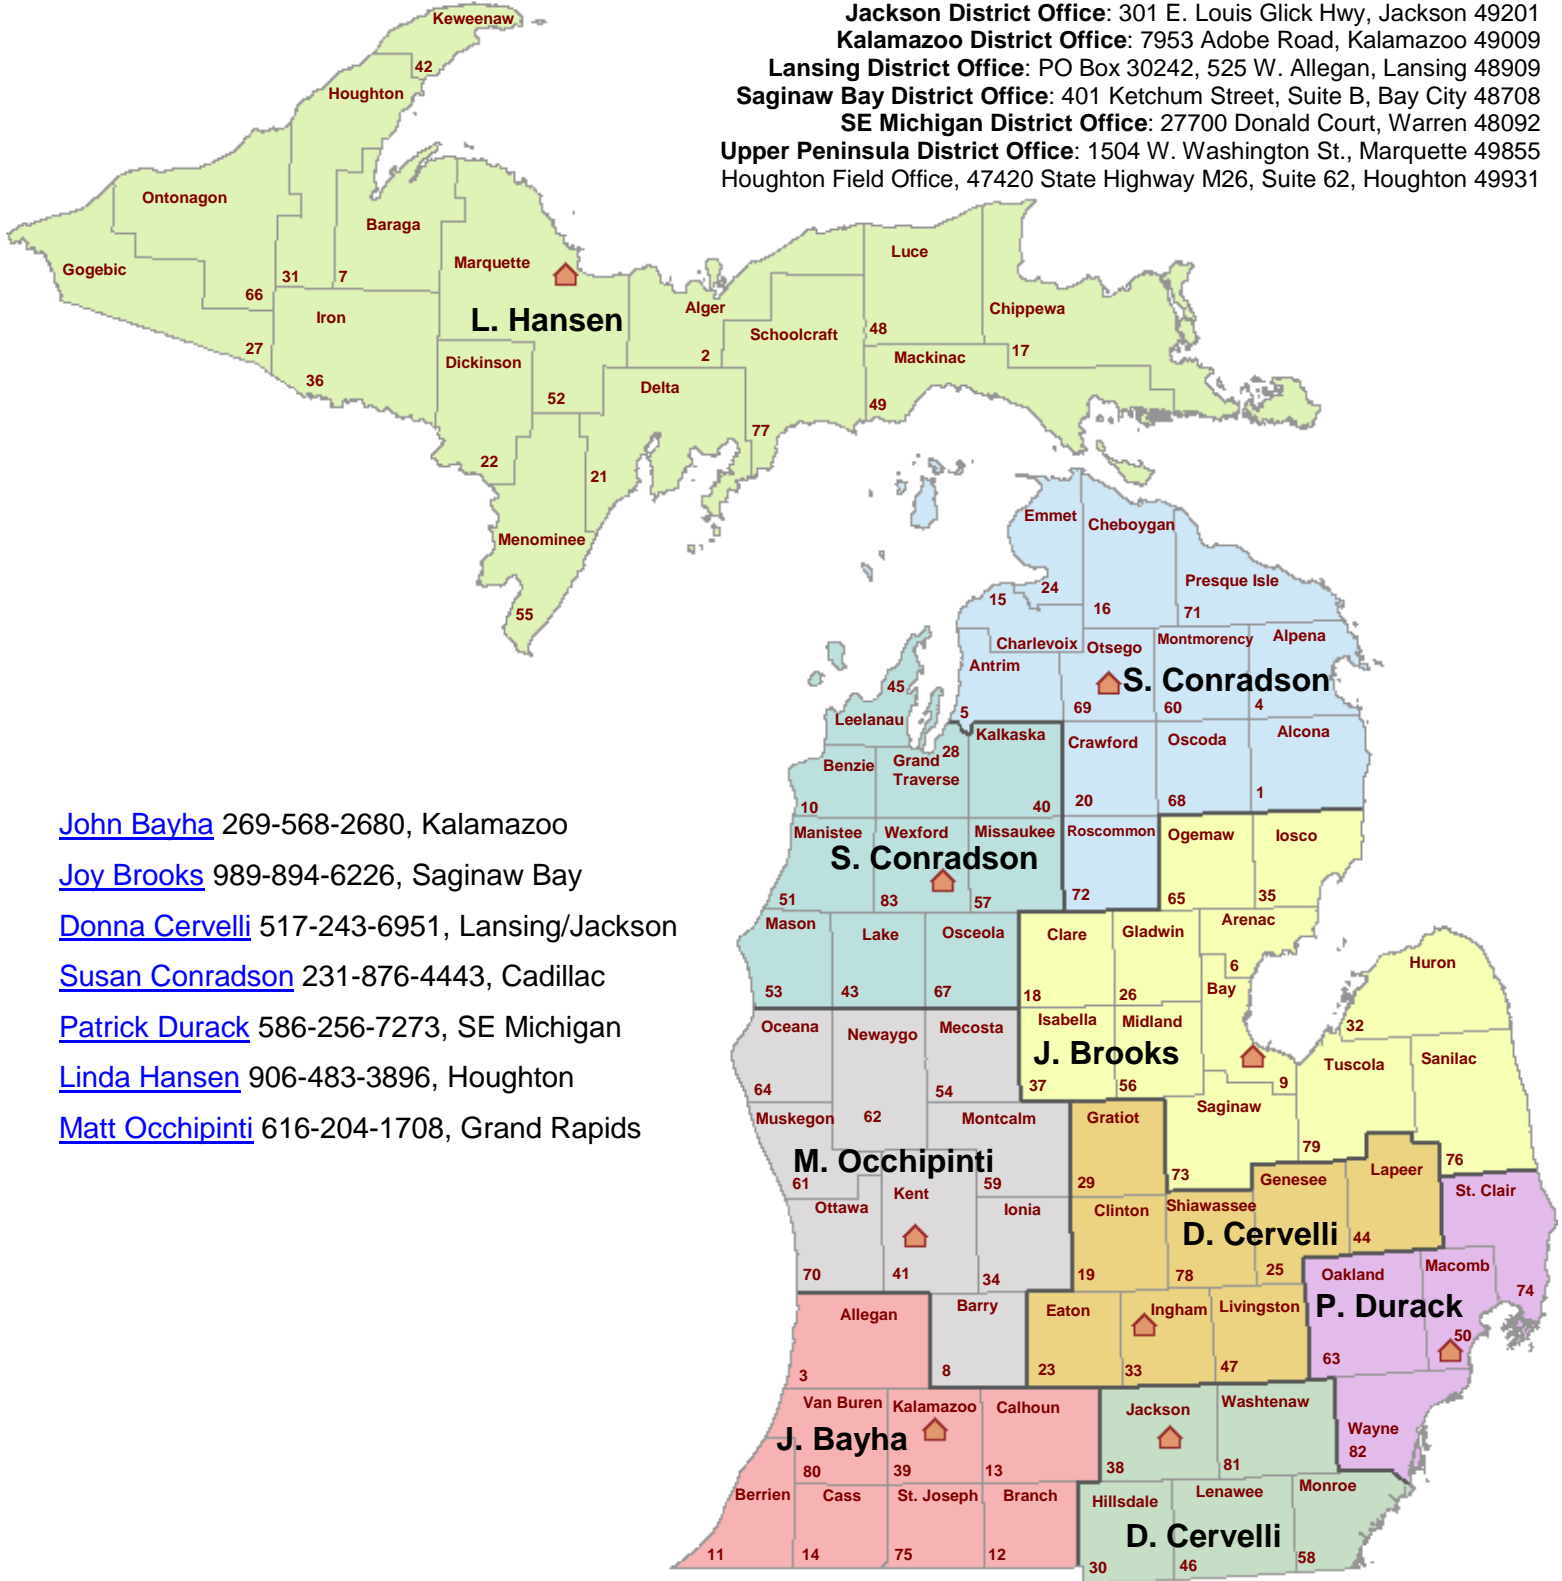 Jackson District Office: 301 E. Louis Glick Hwy, Jackson 49201
Kalamazoo District Office: 7953 Adobe Road, Kalamazoo 49009
Lansing District Office: PO Box 30242, 525 W. Allegan, Lansing 48909
Saginaw Bay District Office: 401 Ketchum Street, Suite B, Bay City 48708
SE Michigan District Office: 27700 Donald Court, Warren 48092
Upper Peninsula District Office: 1504 W. Washington St., Marquette 49855
Houghton Field Office, 47420 State Highway M26, Suite 62, Houghton 49931
Keweenaw
42
Houghton
31
Ontonagon
66
Gogebic
27
Baraga
7
Iron
36
Marquette
52
L. Hansen
Dickinson
22
Menominee
55
Delta
21
Alger
2
Schoolcraft
77
Luce
48
Chippewa
17
Mackinac
49
Emmet
24
Cheboygan
16
Presque Isle
71
15
Charlevoix
Antrim
5
Otsego
69
Montmorency
60
Alpena
4
S. Conradson
Crawford
20
Oscoda
68
Alcona
1
Roscommon
72
45
Leelanau
Benzie
10
Grand
Traverse
28
Kalkaska
40
Manistee
51
Wexford
83
Missaukee
57
S. Conradson
Mason
53
Lake
43
Osceola
67
Ogemaw
65
Iosco
35
Clare
18
Gladwin
26
Arenac
6
Bay
9
Isabella
37
Midland
56
J. Brooks
Saginaw
73
Huron
32
Tuscola
79
Sanilac
76
John Bayha 269-568-2680, Kalamazoo
Joy Brooks 989-894-6226, Saginaw Bay
Donna Cervelli 517-243-6951, Lansing/Jackson
Susan Conradson 231-876-4443, Cadillac
Patrick Durack 586-256-7273, SE Michigan
Linda Hansen 906-483-3896, Houghton
Matt Occhipinti 616-204-1708, Grand Rapids
Oceana
64
Newaygo
62
Mecosta
54
Muskegon
61
Montcalm
59
M. Occhipinti
Ottawa
70
Kent
41
Ionia
34
Barry
8
Gratiot
29
Clinton
19
Shiawassee
78
Genesee
25
Lapeer
44
D. Cervelli
Eaton
23
Ingham
33
Livingston
47
St. Clair
74
Oakland
63
Macomb
50
P. Durack
Wayne
82
Allegan
3
Van Buren
80
Kalamazoo
39
Calhoun
13
J. Bayha
Berrien
11
Cass
14
St. Joseph
75
Branch
12
Jackson
38
Washtenaw
81
Hillsdale
30
Lenawee
46
Monroe
58
D. Cervelli